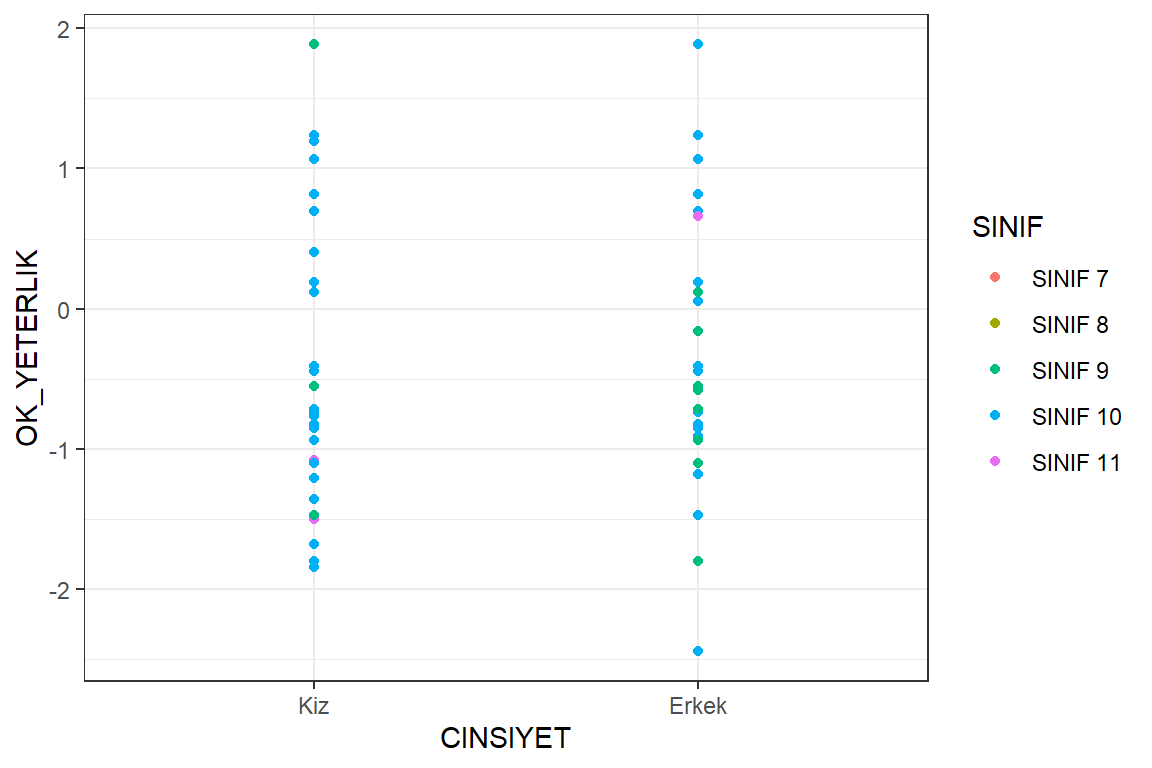 2
1
0
-1
-2
OK_YETERLIK
Kiz Erkek
CINSIYET
SINIF
SINIF 7
SINIF 8
SINIF 9
SINIF 10
SINIF 11